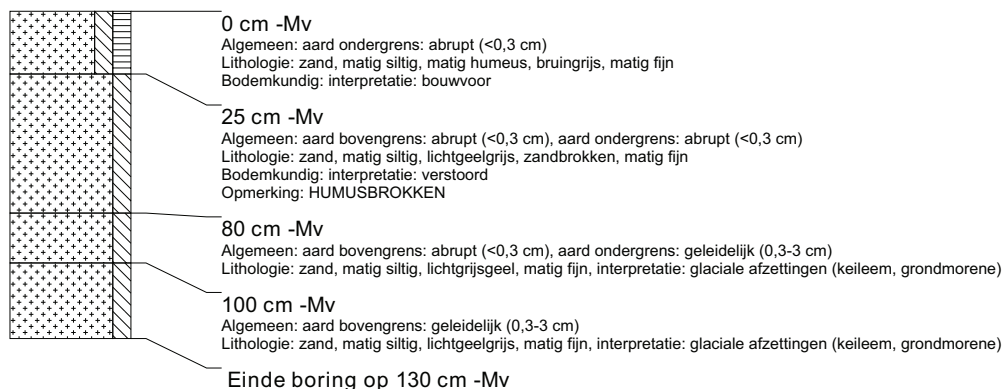 0 cm -Mv
Algemeen: aard ondergrens: abrupt (<0,3 cm)
Lithologie: zand, matig siltig, matig humeus, bruingrijs, matig fijn
Bodemkundig: interpretatie: bouwvoor
25 cm -Mv
Algemeen: aard bovengrens: abrupt (<0,3 cm), aard ondergrens: abrupt (<0,3 cm)
Lithologie: zand, matig siltig, lichtgeelgrijs, zandbrokken, matig fijn
Bodemkundig: interpretatie: verstoord
Opmerking: HUMUSBROKKEN
80 cm -Mv
Algemeen: aard bovengrens: abrupt (<0,3 cm), aard ondergrens: geleidelijk (0,3-3 cm)
Lithologie: zand, matig siltig, lichtgrijsgeel, matig fijn, interpretatie: glaciale afzettingen (keileem, grondmorene)
100 cm -Mv
Algemeen: aard bovengrens: geleidelijk (0,3-3 cm)
Lithologie: zand, matig siltig, lichtgeelgrijs, matig fijn, interpretatie: glaciale afzettingen (keileem, grondmorene)
Einde boring op 130 cm -Mv